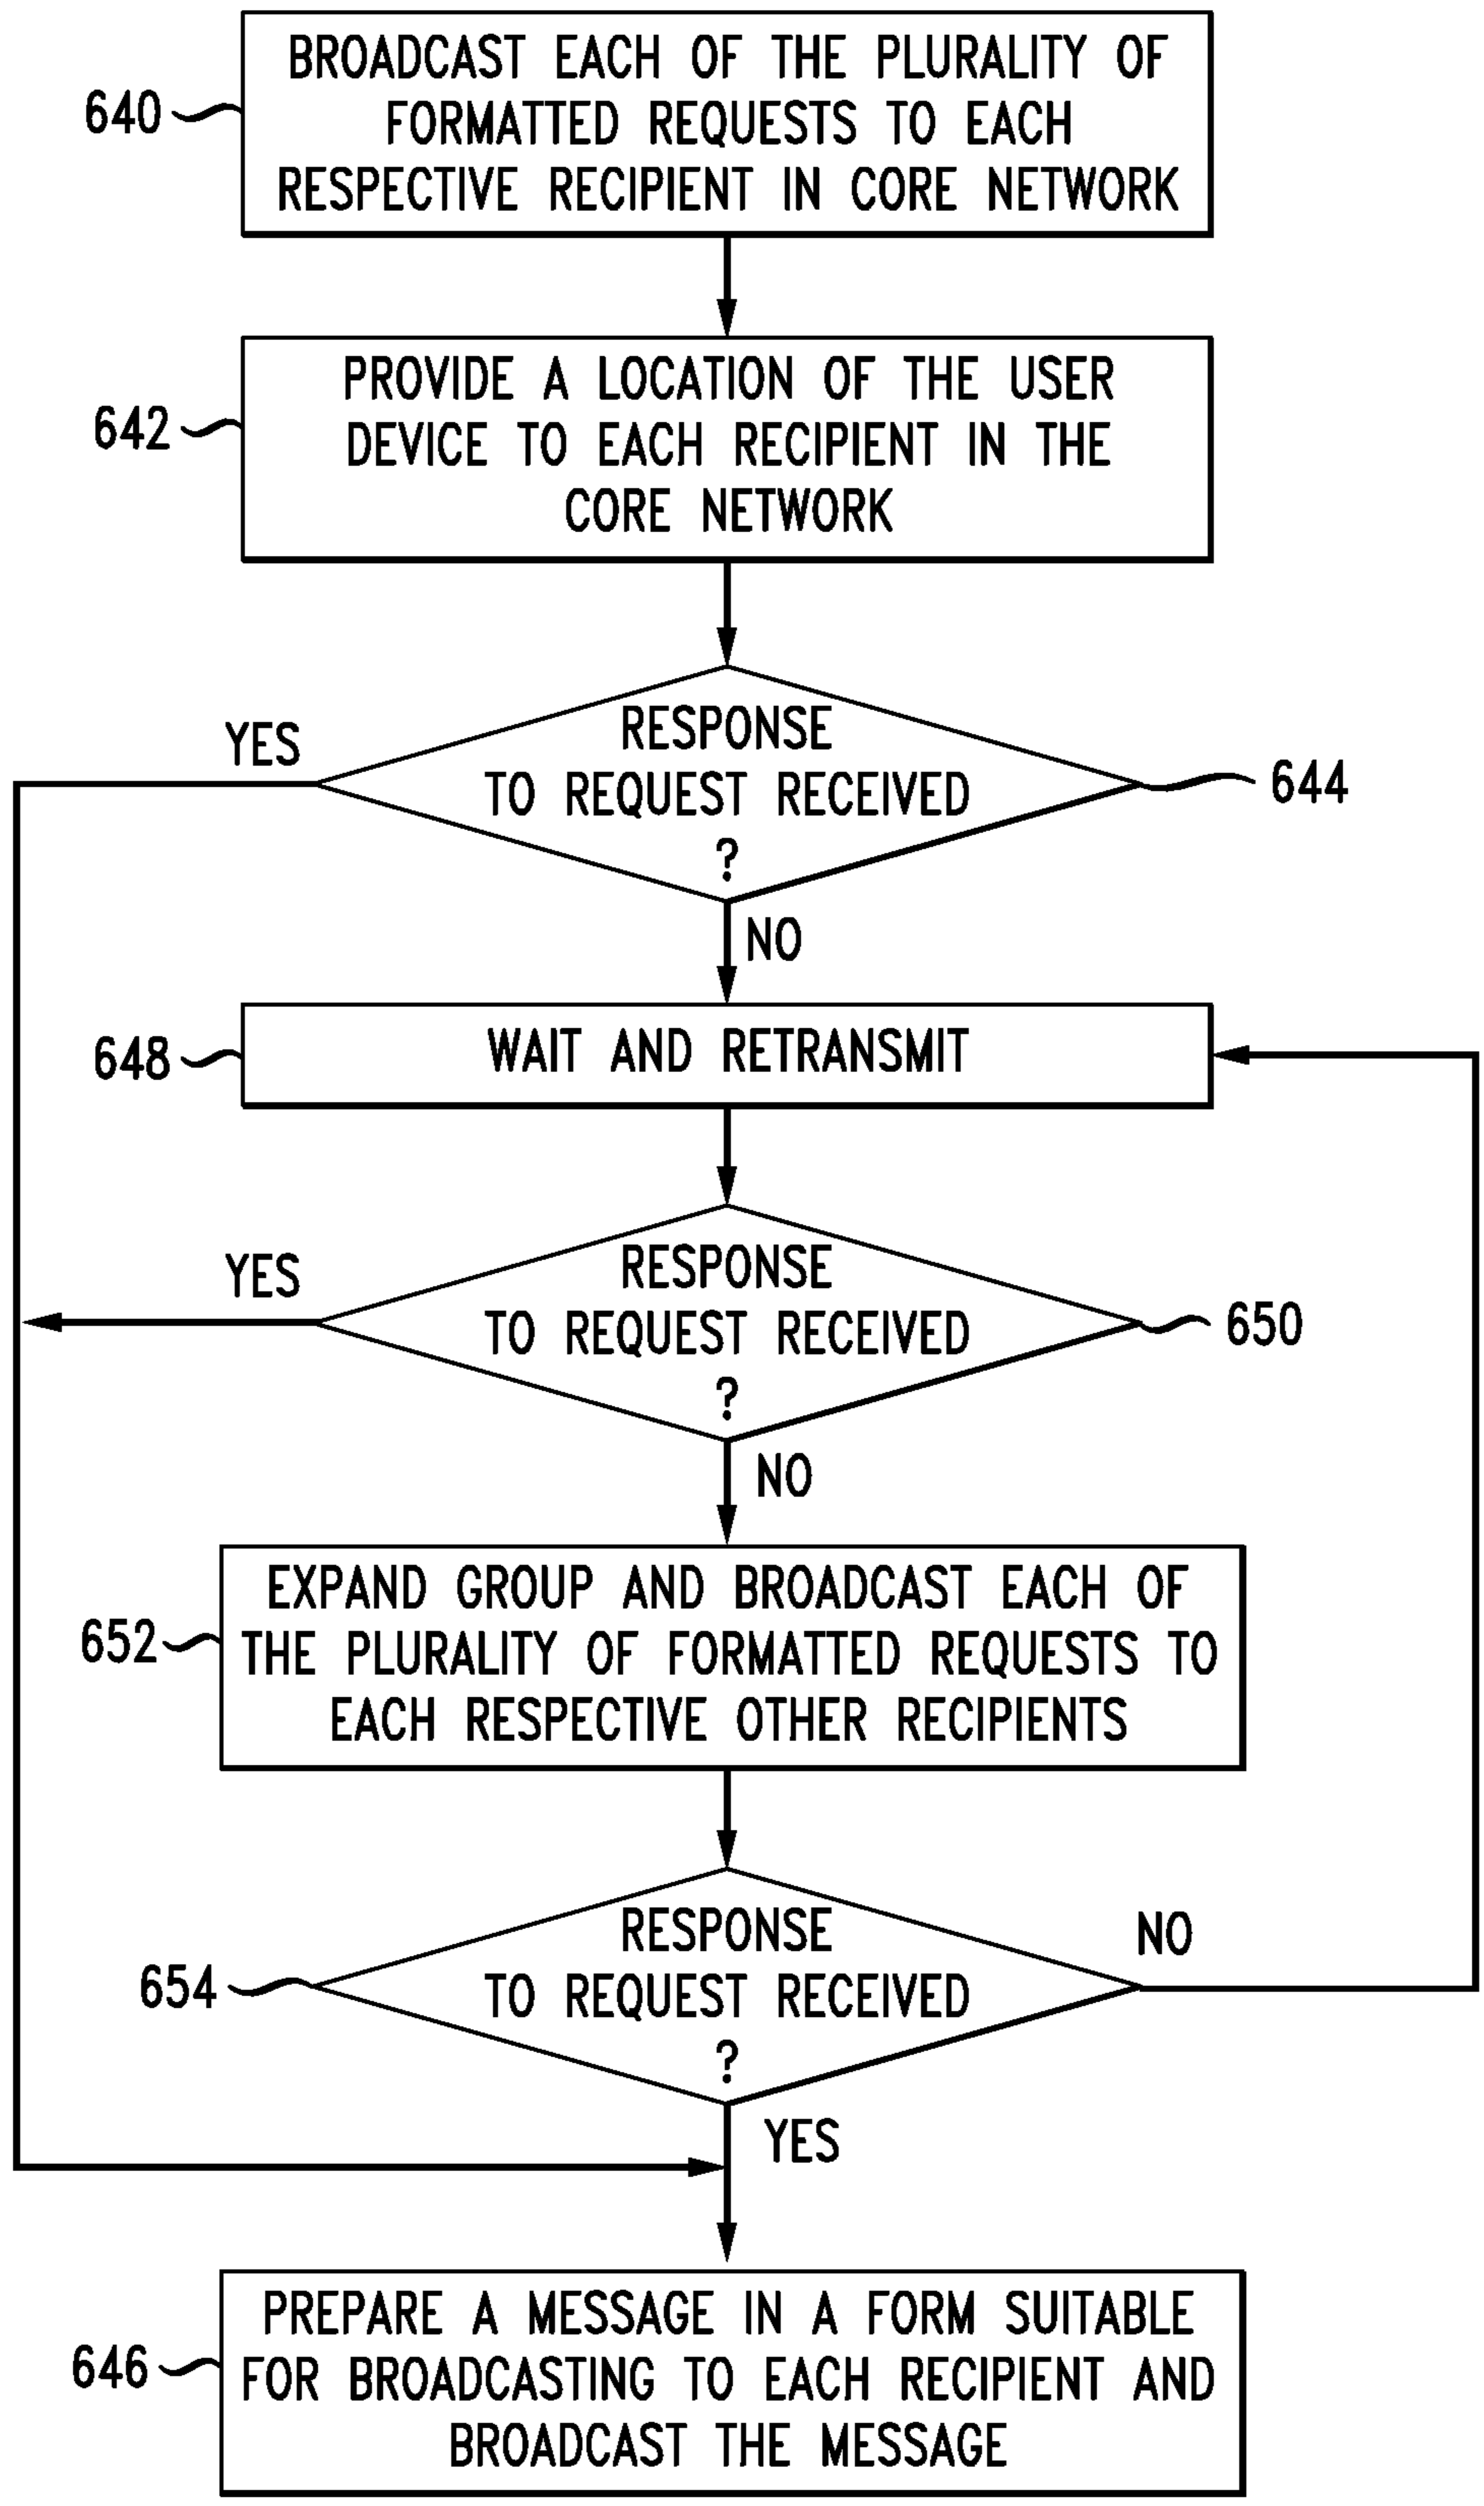 BROADCAST EACH OF THE PLURALITY OF
FORMATTED REQUESTS TO EACH
RESPECTIVE RECIPIENT IN CORE NETWORK
640
PROVIDE A LOCATION OF THE USER
DEVICE TO EACH RECIPIENT IN THE
CORE NETWORK
642
RESPONSE
TO REQUEST RECEIVED
?
YES
644
NO
WAIT AND RETRANSMIT
648
RESPONSE
TO REQUEST RECEIVED
?
YES
650
NO
EXPAND GROUP AND BROADCAST EACH OF
THE PLURALITY OF FORMATTED REQUESTS TO
EACH RESPECTIVE OTHER RECIPIENTS
652
RESPONSE
TO REQUEST RECEIVED
?
NO
654
YES
PREPARE A MESSAGE IN A FORM SUITABLE
FOR BROADCASTING TO EACH RECIPIENT AND
BROADCAST THE MESSAGE
646